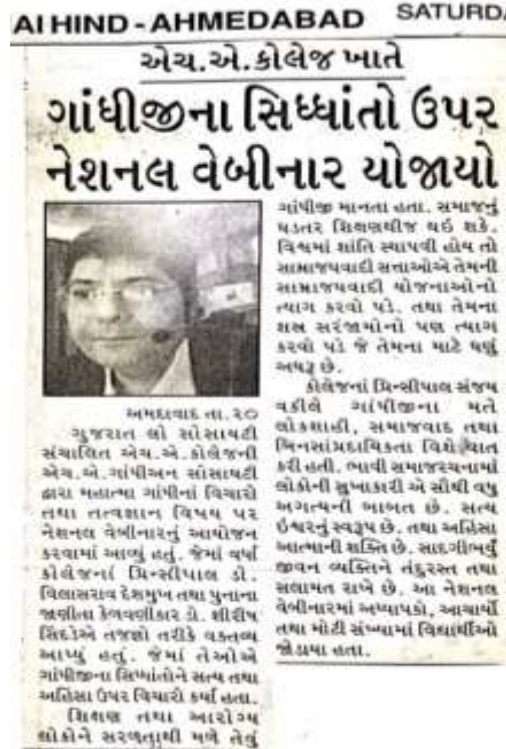 AI HIND - AHMEDABAD
SATURDA
એચ.એ.કોલેજ ખાતે
ગાંધીજીના સિધ્ધાંતો ઉપર
નેશનલ વેબીનાર યોજાયો
અમદાવાદ તા. ૨૦
ગુજરાત લો સોસાયટી
સંચાલિત એચ.એ.કોલેજની
એચ.એ.ગાંધીઅન સોસાયટી
દ્વારા મહાત્મા ગાંધીનાં વિચારો
તથા તત્વજ્ઞાન વિષય પર
નેશનલ વેબીનારનું આયોજન
કરવામાં આવ્યું હતું. જેમાં વર્ધા
કોલેજનાં પ્રિન્સીપાલ ડો.
વિલાસરાવ દેશમુખ તથા પુનાના
જાણીતા કેળવણીકાર ડો. શીરીષ
સિંદેએ તજજ્ઞો તરીકે વક્તવ્ય
આપ્યું હતું. જેમાં તેઓએ
ગાંધીજીના સિધ્ધાંતોને સત્ય તથા
અહિંસા ઉપર વિચારો કર્યા હતા.
શિક્ષણ તથા આરોગ્ય
લોકોને સરળતાથી મળે તેવું
ગાંધીજી માનતા હતા. સમાજનું
ઘડતર શિક્ષણથીજ થઇ શકે.
વિશ્વમાં શાંતિ સ્થાપવી હોય તો
સામ્રાજ્યવાદી સત્તાઓએ તેમની
સામ્રાજ્યવાદી યોજનાઓનો
ત્યાગ કરવો પડે. તથા તેમના
શસ્ત્ર સરંજામોનો પણ ત્યાગ
કરવો પડે જે તેમના માટે ઘણું
અઘરૂ છે.
કોલેજનાં પ્રિન્સીપાલ સંજય
વકીલે ગાંધીજીના મતે
લોકશાહી, સમાજવાદ તથા
બિનસાંપ્રદાયિકતા વિશે વાત
કરી હતી. ભાવી સમાજરચનામાં
લોકોની સુખાકારી એ સૌથી વધુ
અગત્યની બાબત છે. સત્ય
ઇશ્વરનું સ્વરૂપ છે. તથા અહિંસા
આત્માની શક્તિ છે. સાદગીભર્યુ
જીવન વ્યક્તિને તંદુરસ્ત તથા
સલામત રાખે છે. આ નેશનલ
વેબીનારમાં અધ્યાપકો, આચાર્યો
તથા મોટી સંખ્યામાં વિદ્યાર્થીઓ
જોડાયા હતા.